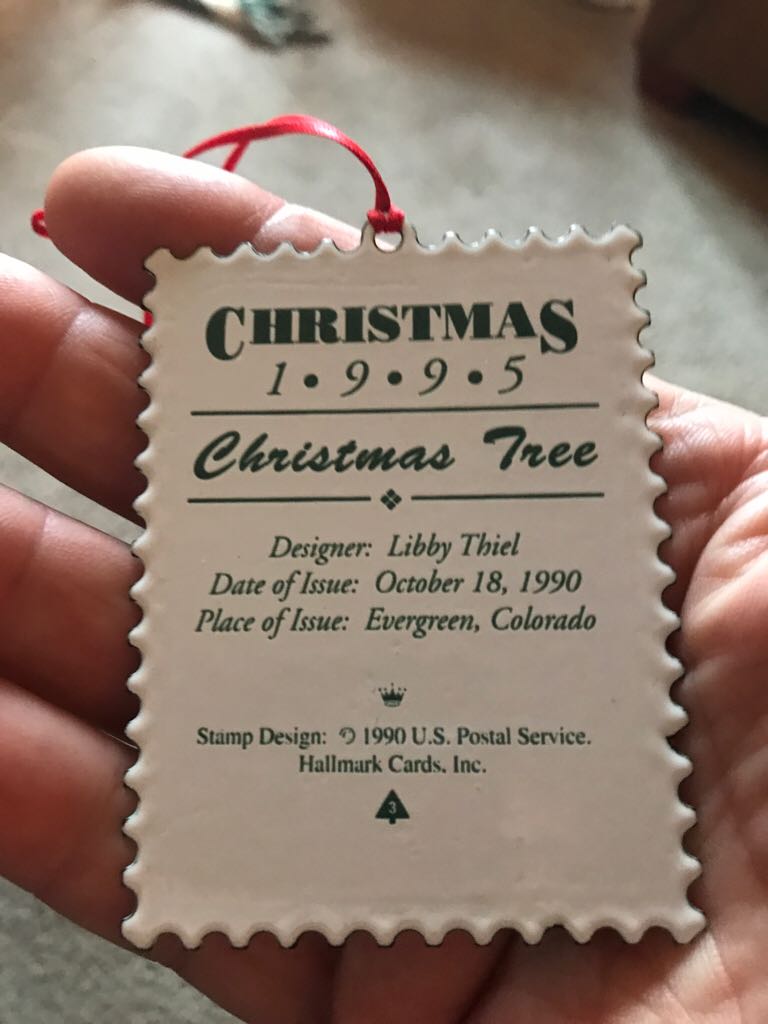 CHRISTMAS
1•9•9•5
Christmas Tree
Designer: Libby Thiel
Date of Issue: October 18, 1990
Place of Issue: Evergreen, Colorado
Stamp Design: © 1990 U.S. Postal Service.
Hallmark Cards, Inc.
3